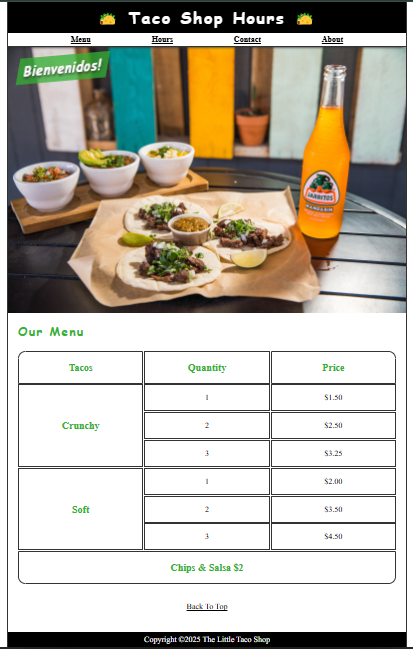 🌮 Taco Shop Hours 🌮
Menu Hours Contact About
Bienvenidos!
JARRITOS
MANDARIN
Our Menu
Tacos Quantity Price
Crunchy
1 $1.50
2 $2.50
3 $3.25
Soft
1 $2.00
2 $3.50
3 $4.50
Chips & Salsa $2
Back To Top
Copyright ©2025 The Little Taco Shop